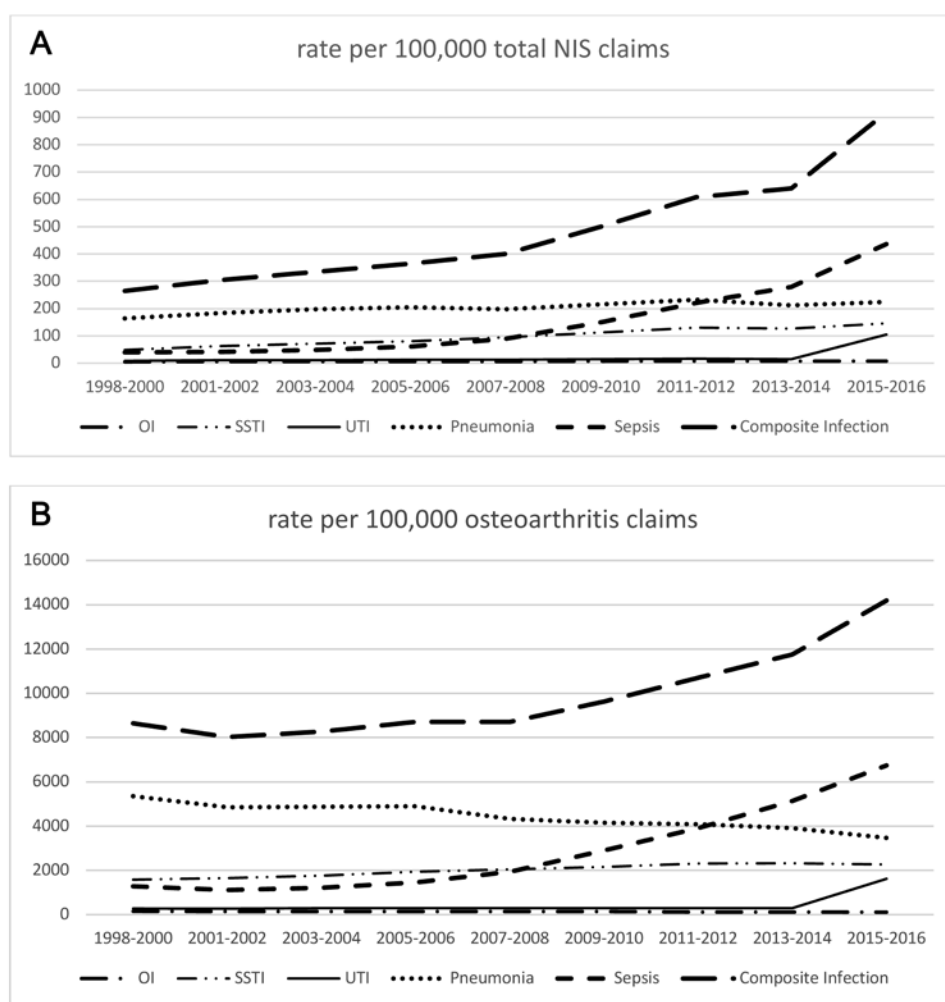 A
rate per 100,000 total NIS claims
1000
900
800
700
600
500
400
300
200
100
0
1998-2000 2001-2002 2003-2004 2005-2006 2007-2008 2009-2010 2011-2012 2013-2014 2015-2016
OI SSTI UTI Pneumonia Sepsis Composite Infection
B
rate per 100,000 osteoarthritis claims
16000
14000
12000
10000
8000
6000
4000
2000
0
1998-2000 2001-2002 2003-2004 2005-2006 2007-2008 2009-2010 2011-2012 2013-2014 2015-2016
OI SSTI UTI Pneumonia Sepsis Composite Infection